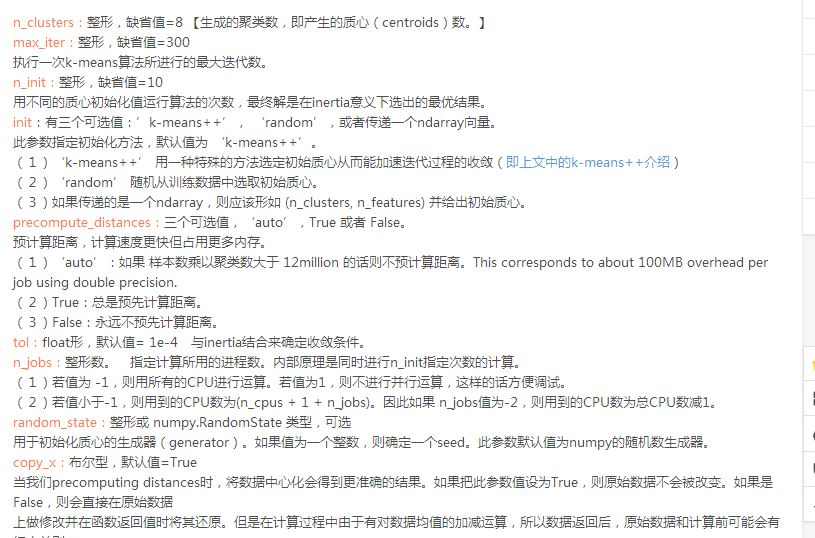 n_clusters：整形，缺省值=8 【生成的聚类数，即产生的质心（centroids）数。】
max_iter：整形，缺省值=300
执行一次k-means算法所进行的最大迭代数。
n_init：整形，缺省值=10
用不同的质心初始化值运行算法的次数，最终解是在inertia意义下选出的最优结果。
init：有三个可选值：’k-means++’，‘random’，或者传递一个ndarray向量。
此参数指定初始化方法，默认值为 ‘k-means++’。
（１）‘k-means++’ 用一种特殊的方法选定初始质心从而能加速迭代过程的收敛（即上文中的k-means++介绍）
（２）‘random’ 随机从训练数据中选取初始质心。
（３）如果传递的是一个ndarray，则应该形如 (n_clusters, n_features) 并给出初始质心。
precompute_distances：三个可选值，‘auto’，True 或者 False。
预计算距离，计算速度更快但占用更多内存。
（１）‘auto’：如果 样本数乘以聚类数大于 12million 的话则不预计算距离。This corresponds to about 100MB overhead per
job using double precision.
（２）True：总是预先计算距离。
（３）False：永远不预先计算距离。
tol：float形，默认值= 1e-4　与inertia结合来确定收敛条件。
n_jobs：整形数。　指定计算所用的进程数。内部原理是同时进行n_init指定次数的计算。
（１）若值为 -1，则用所有的CPU进行运算。若值为1，则不进行并行运算，这样的话方便调试。
（２）若值小于-1，则用到的CPU数为(n_cpus + 1 + n_jobs)。因此如果 n_jobs值为-2，则用到的CPU数为总CPU数减1。
random_state：整形或 numpy.RandomState 类型，可选
用于初始化质心的生成器（generator）。如果值为一个整数，则确定一个seed。此参数默认值为numpy的随机数生成器。
copy_x：布尔型，默认值=True
当我们precomputing distances时，将数据中心化会得到更准确的结果。如果把此参数值设为True，则原始数据不会被改变。如果是
False，则会直接在原始数据
上做修改并在函数返回值时将其还原。但是在计算过程中由于有对数据均值的加减运算，所以数据返回后，原始数据和计算前可能会有